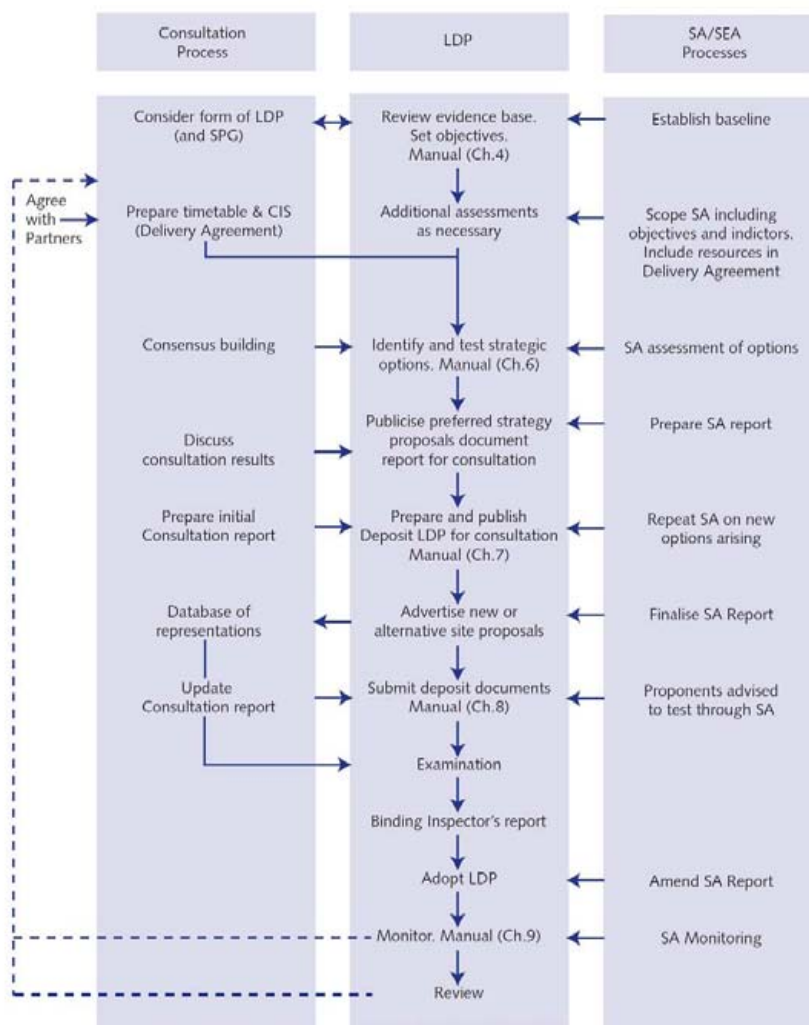 Consultation
Process
LDP
SA/SEA
Processes
Consider form of LDP
(and SPG)
Review evidence base.
Set objectives.
Manual (Ch.4)
Establish baseline
Agree
with
Partners
Prepare timetable & CIS
(Delivery Agreement)
Additional assessments
as necessary
Scope SA including
objectives and indictors.
Include resources in
Delivery Agreement
Consensus building
Identify and test strategic
options. Manual (Ch.6)
SA assessment of options
Discuss
consultation results
Publicise preferred strategy
proposals document
report for consultation
Prepare SA report
Prepare initial
Consultation report
Prepare and publish
Deposit LDP for consultation
Manual (Ch.7)
Repeat SA on new
options arising
Database of
representations
Advertise new or
alternative site proposals
Finalise SA Report
Update
Consultation report
Submit deposit documents
Manual (Ch.8)
Proponents advised
to test through SA
Examination
Binding Inspector's report
Adopt LDP
Amend SA Report
Monitor. Manual (Ch.9)
SA Monitoring
Review